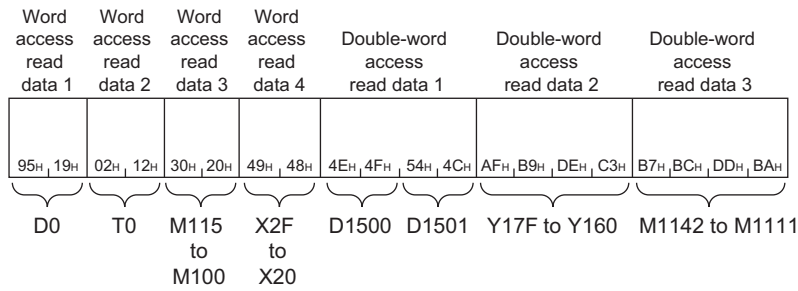 Word access read data 1
Word access read data 2
Word access read data 3
Word access read data 4
Double-word access read data 1
Double-word access read data 2
Double-word access read data 3
95H 19H 02H 12H 30H 20H 49H 48H 4EH 4FH 54H 4CH AFH B9H DEH C3H B7H BCH DDH BAH
D0 T0 M115 to M100 X2F to X20 D1500 D1501 Y17F to Y160 M1142 to M1111